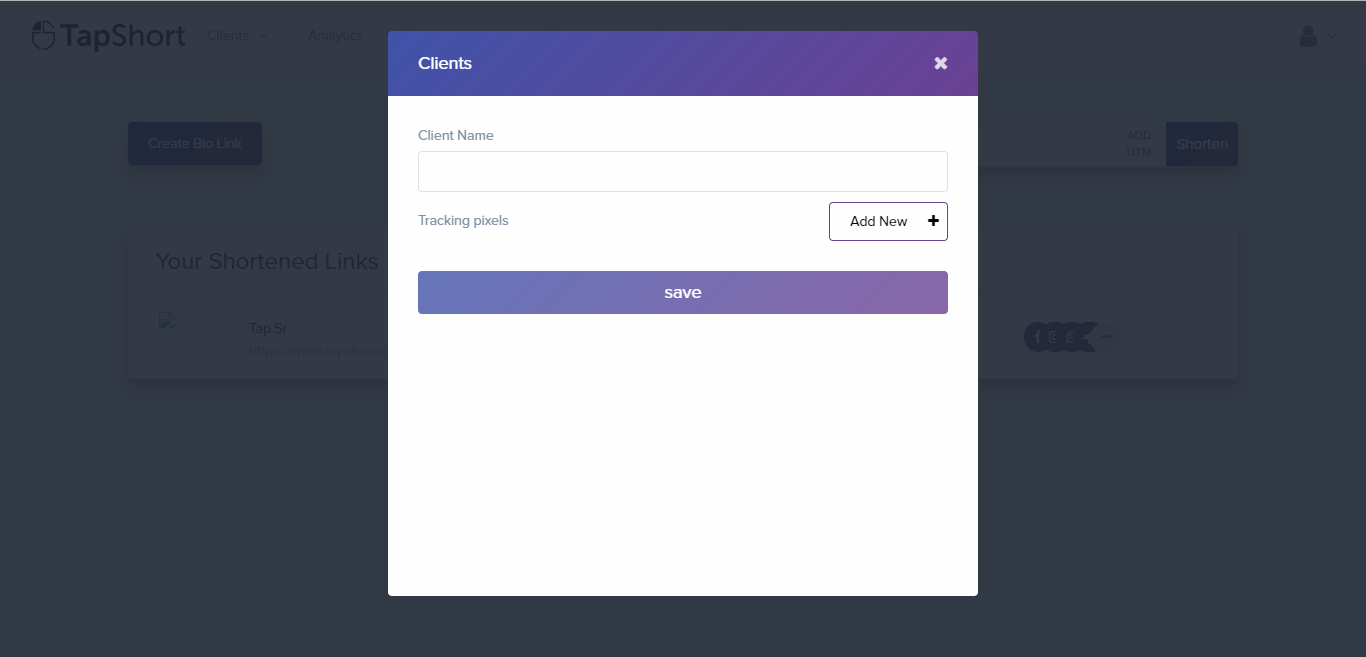 TapShort
Clients
Analytics
Clients
Client Name
Tracking pixels
Add New
save
Create Bio Link
ADD
UTM
Shorten
Your Shortened Links
Tap.Sr
https://www.myntra.co